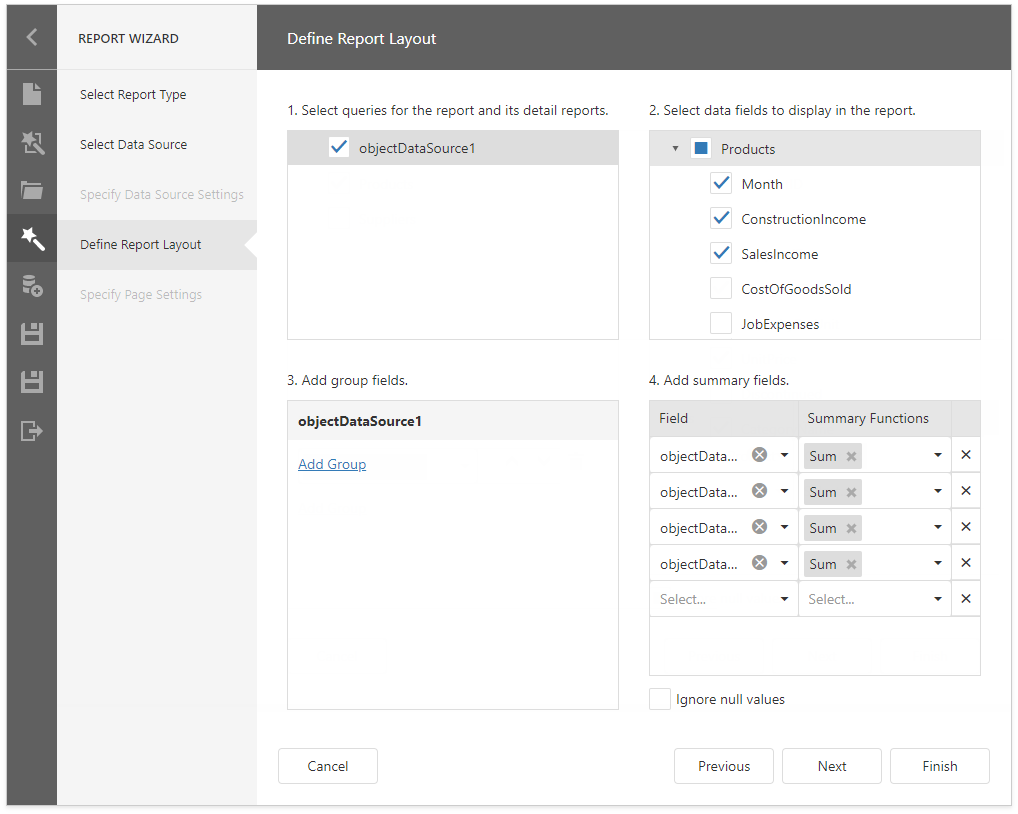 REPORT WIZARD
Define Report Layout
Select Report Type
Select Data Source
Specify Data Source Settings
Define Report Layout
Specify Page Settings
1. Select queries for the report and its detail reports.
objectDataSource1
2. Select data fields to display in the report.
Products
Month
ConstructionIncome
SalesIncome
CostOfGoodsSold
JobExpenses
3. Add group fields.
objectDataSource1
Add Group
4. Add summary fields.
Field Summary Functions
objectData... Sum
objectData... Sum
objectData... Sum
objectData... Sum
Select... Select...
Ignore null values
Cancel Previous Next Finish